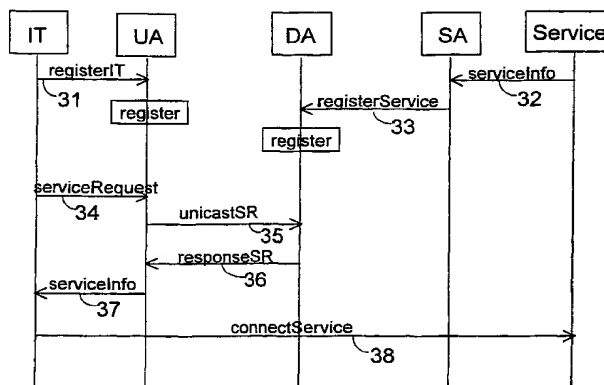 IT
UA
DA
SA
Service
registerIT
31
serviceInfo
32
registerService
33
register
register
serviceRequest
34
unicastSR
35
responseSR
36
serviceInfo
37
connectService
38